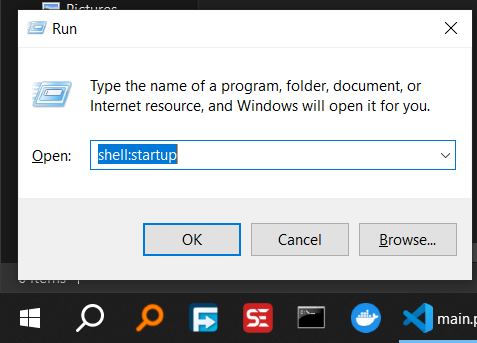 Pictures
Run
Type the name of a program, folder, document, or
Internet resource, and Windows will open it for you.
Open:
shell:startup
OK
Cancel
Browse...
items
SE
main.p